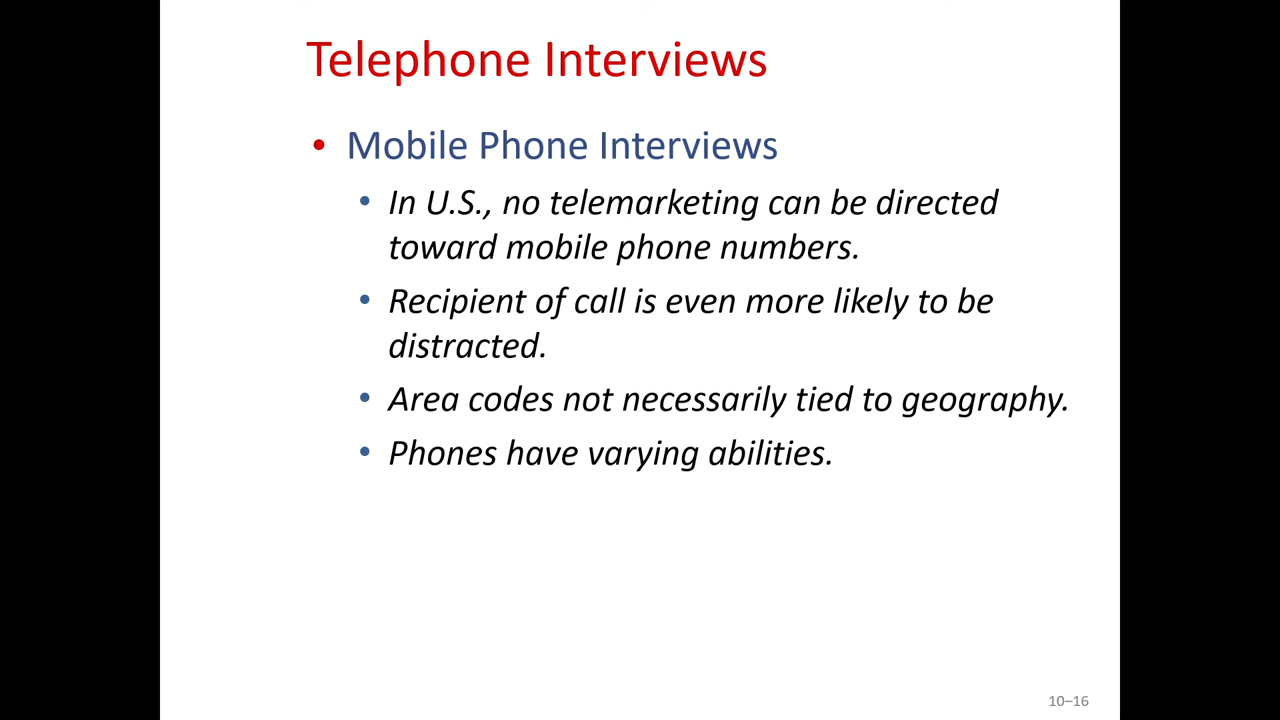 Telephone Interviews
• Mobile Phone Interviews
• In U.S., no telemarketing can be directed
toward mobile phone numbers.
• Recipient of call is even more likely to be
distracted.
• Area codes not necessarily tied to geography.
• Phones have varying abilities.
10–16